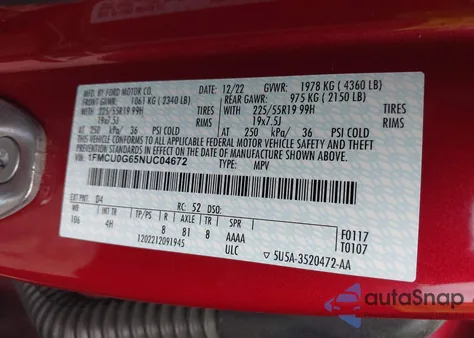 MFD. BY FORD MOTOR CO.
DATE: 12/22 GVWR: 1978 KG ( 4360 LB)
FRONT GAWR: 1061 KG ( 2340 LB) REAR GAWR: 975 KG ( 2150 LB)
WITH WITH
225/55R19 99H TIRES 225/55R19 99H TIRES
19x7.5J RIMS 19x7.5J RIMS
AT 250 kPa/ 36 PSI COLD AT 250 kPa/ 36 PSI COLD
THIS VEHICLE CONFORMS TO ALL APPLICABLE FEDERAL MOTOR VEHICLE SAFETY, BUMPER, AND THEFT
PREVENTION STANDARDS IN EFFECT ON THE DATE OF MANUFACTURE SHOWN ABOVE.
VIN: 1FMCU0G65NUC04672
TYPE: MPV
EXT PNT: D4 RC: 52 DSO:
WB INT TR TP/PS R AXLE TR SPR
106 4H 8 81 8 AAAA
ULC
1202212091945
F0117
T0107
5U5A-3520472-AA
autoSnap